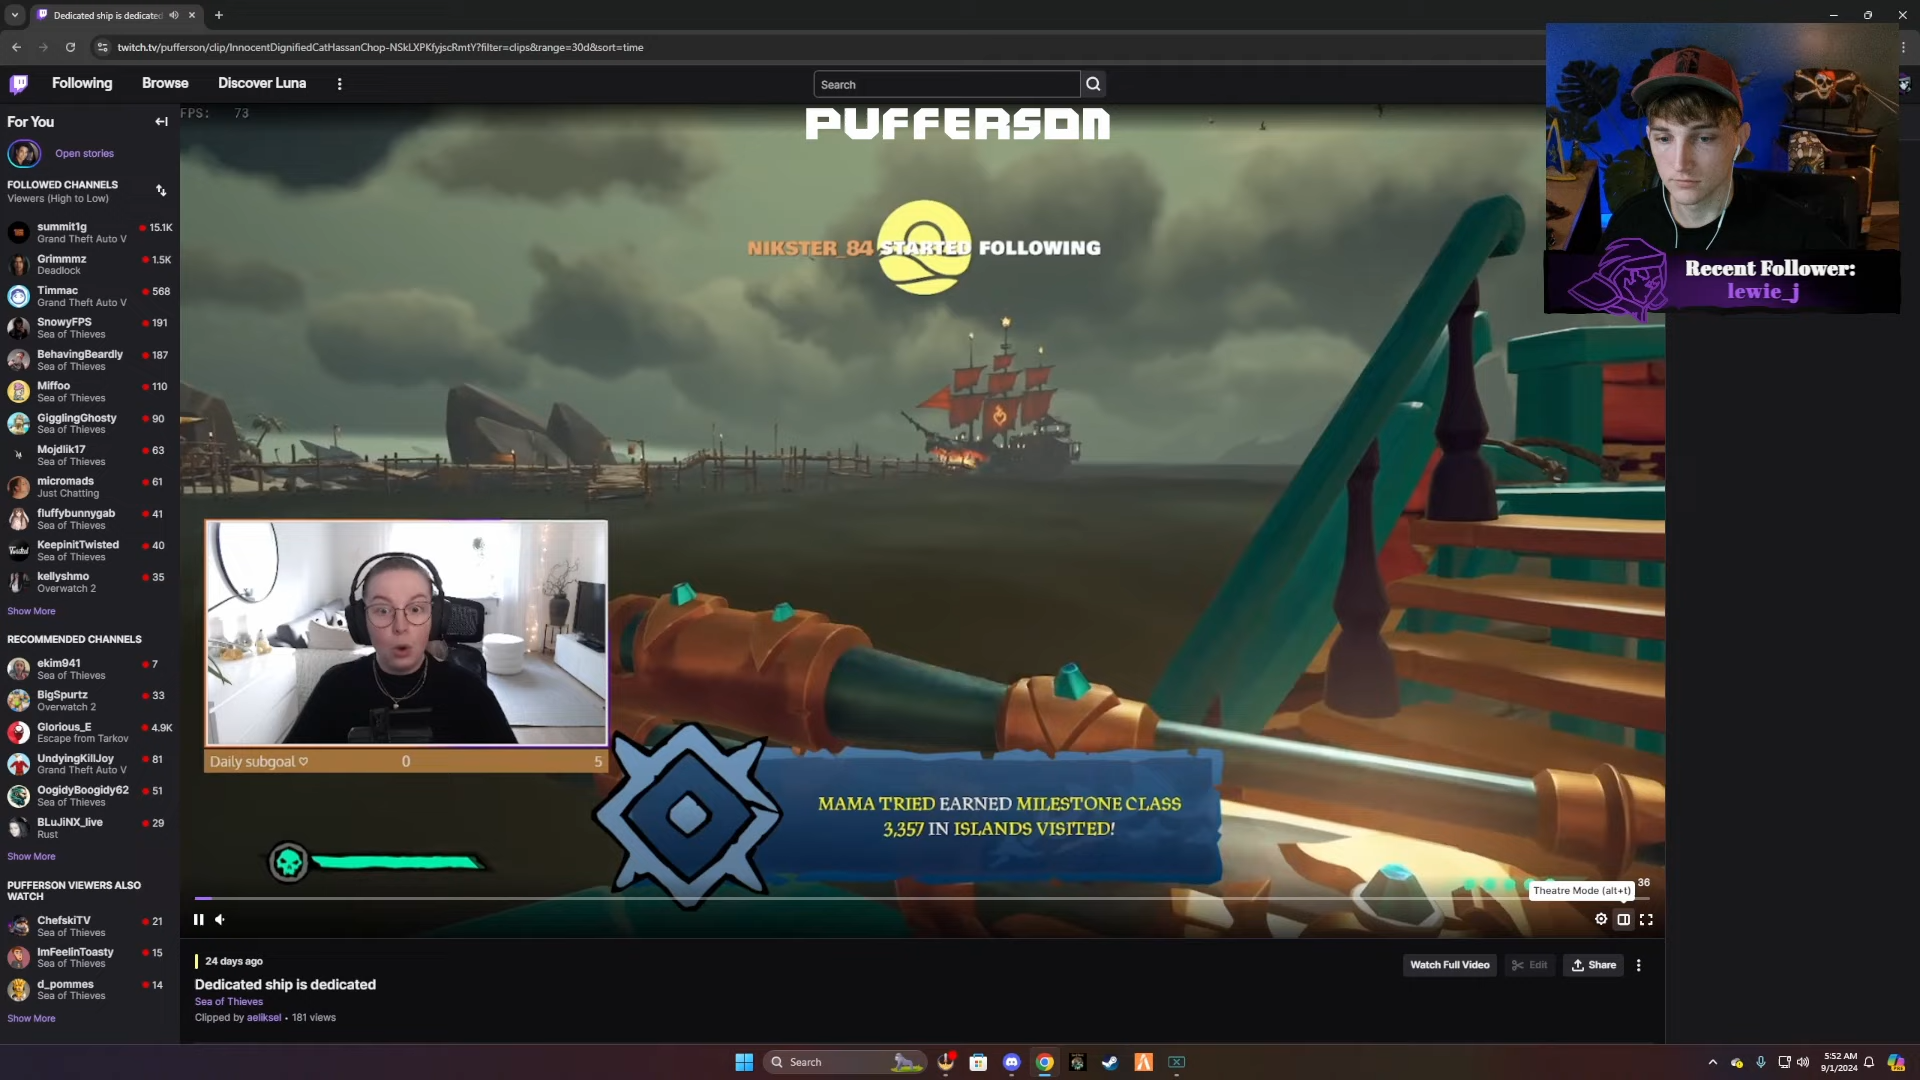 Dedicated ship is dedicated
twitch.tv/pufferson/clip/InnocentDignifiedCatHassanChop-NSkLXPKfyjscRmtY?filter=clips&range=30d&sort=time
Following
Browse
Discover Luna
Search
For You
Open stories
FOLLOWED CHANNELS
Viewers (High to Low)
summit1g 15.1K
Grand Theft Auto V
Grimmmz 1.5K
Deadlock
Timmac 568
Grand Theft Auto V
SnowyFPS 191
Sea of Thieves
BehavingBeardly 187
Sea of Thieves
Miffoo 110
Sea of Thieves
GigglingGhosty 90
Sea of Thieves
Mojdlik17 63
Sea of Thieves
micromads 61
Just Chatting
fluffybunnygab 41
Sea of Thieves
KeepinitTwisted 40
Sea of Thieves
kellyshmo 35
Overwatch 2
Show More
RECOMMENDED CHANNELS
ekim941 7
Sea of Thieves
BigSpurtz 33
Overwatch 2
Glorious_E 4.9K
Escape from Tarkov
UndyingKillJoy 81
Grand Theft Auto V
OogidyBoogidy62 51
Sea of Thieves
BLuJiNX_live 29
Rust
Show More
PUFFERSON VIEWERS ALSO
WATCH
ChefskiTV 21
Sea of Thieves
ImFeelinToasty 15
Sea of Thieves
d_pommes 14
Sea of Thieves
Show More
FPS: 73
PUFFERSON
NIKSTER_84 STARTED FOLLOWING
Recent Follower:
lewie_j
Daily subgoal ♡ 0 5
MAMA TRIED EARNED MILESTONE CLASS
3,357 IN ISLANDS VISITED!
36
Theatre Mode (alt+t)
24 days ago
Dedicated ship is dedicated
Sea of Thieves
Clipped by aeliksel • 181 views
Watch Full Video
Edit
Share
Search
5:52 AM
9/1/2024